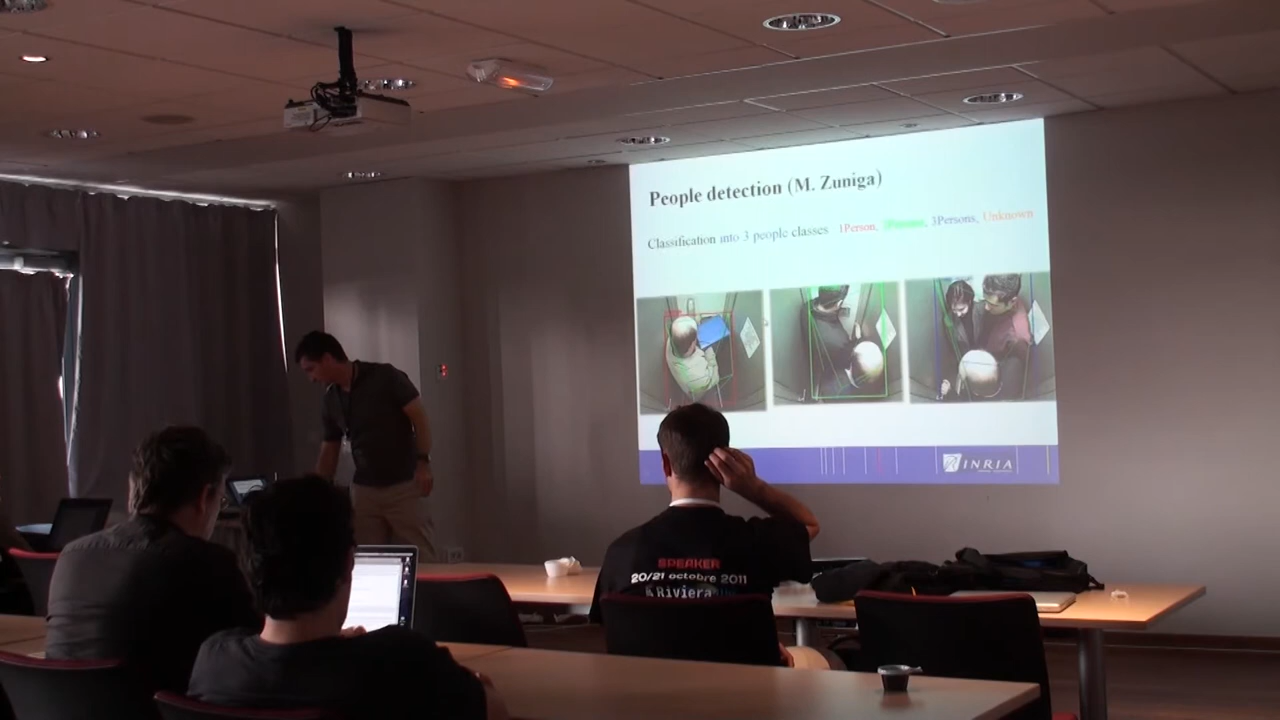 People detection (M. Zuniga)
Classification into 3 people classes 1Person, 3Persons, Unknown
INRIA
SPEAKER
20/21 octobre 2011
Riviera